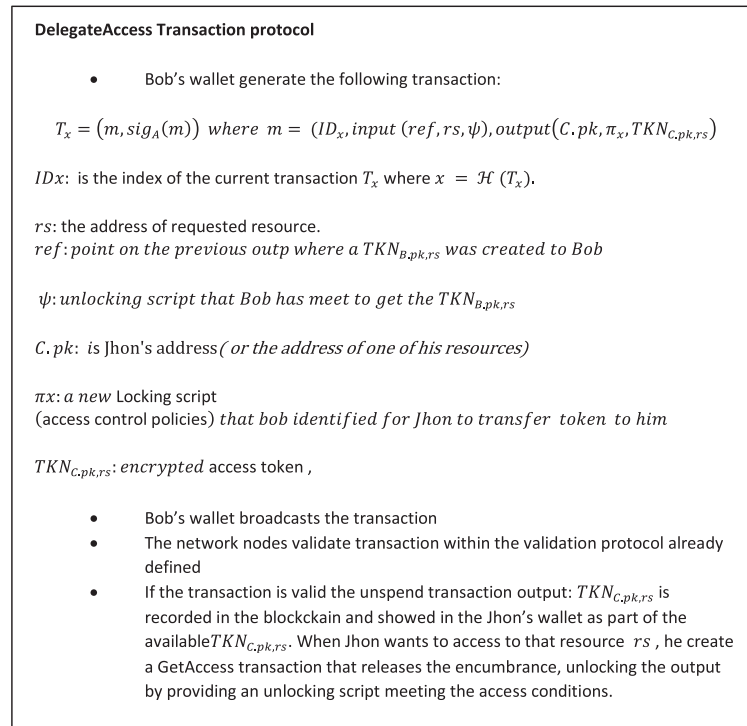 DelegateAccess Transaction protocol
• Bob's wallet generate the following transaction:
T_x = (m, sig_A(m)) where m = (ID_x, input (ref, rs, ψ), output(C.pk, π_x, TKN_{C.pk,rs})
IDx: is the index of the current transaction T_x where x = ℋ (T_x).
rs: the address of requested resource.
ref: point on the previous outp where a TKN_{B.pk,rs} was created to Bob
ψ: unlocking script that Bob has meet to get the TKN_{B.pk,rs}
C.pk: is Jhon's address( or the address of one of his resources)
πx: a new Locking script
(access control policies) that bob identified for Jhon to transfer token to him
TKN_{C.pk,rs}: encrypted access token ,
• Bob's wallet broadcasts the transaction
• The network nodes validate transaction within the validation protocol already
defined
• If the transaction is valid the unspend transaction output: TKN_{C.pk,rs} is
recorded in the blockckain and showed in the Jhon's wallet as part of the
availableTKN_{C.pk,rs}. When Jhon wants to access to that resource rs , he create
a GetAccess transaction that releases the encumbrance, unlocking the output
by providing an unlocking script meeting the access conditions.